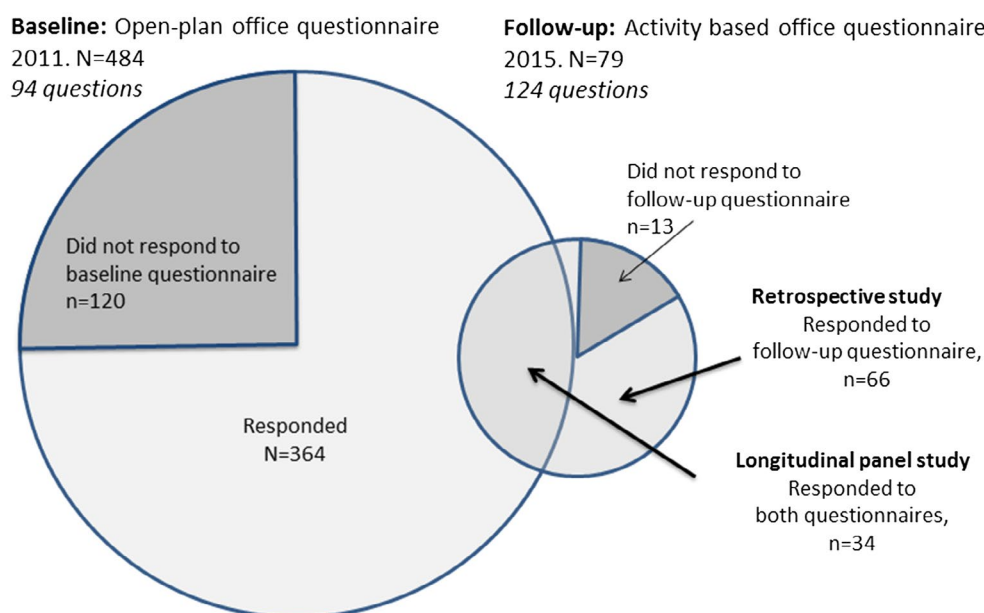 Baseline: Open-plan office questionnaire
2011. N=484
94 questions
Follow-up: Activity based office questionnaire
2015. N=79
124 questions
Did not respond to
baseline questionnaire
n=120
Responded
N=364
Did not respond to
follow-up questionnaire
n=13
Retrospective study
Responded to
follow-up questionnaire,
n=66
Longitudinal panel study
Responded to
both questionnaires,
n=34